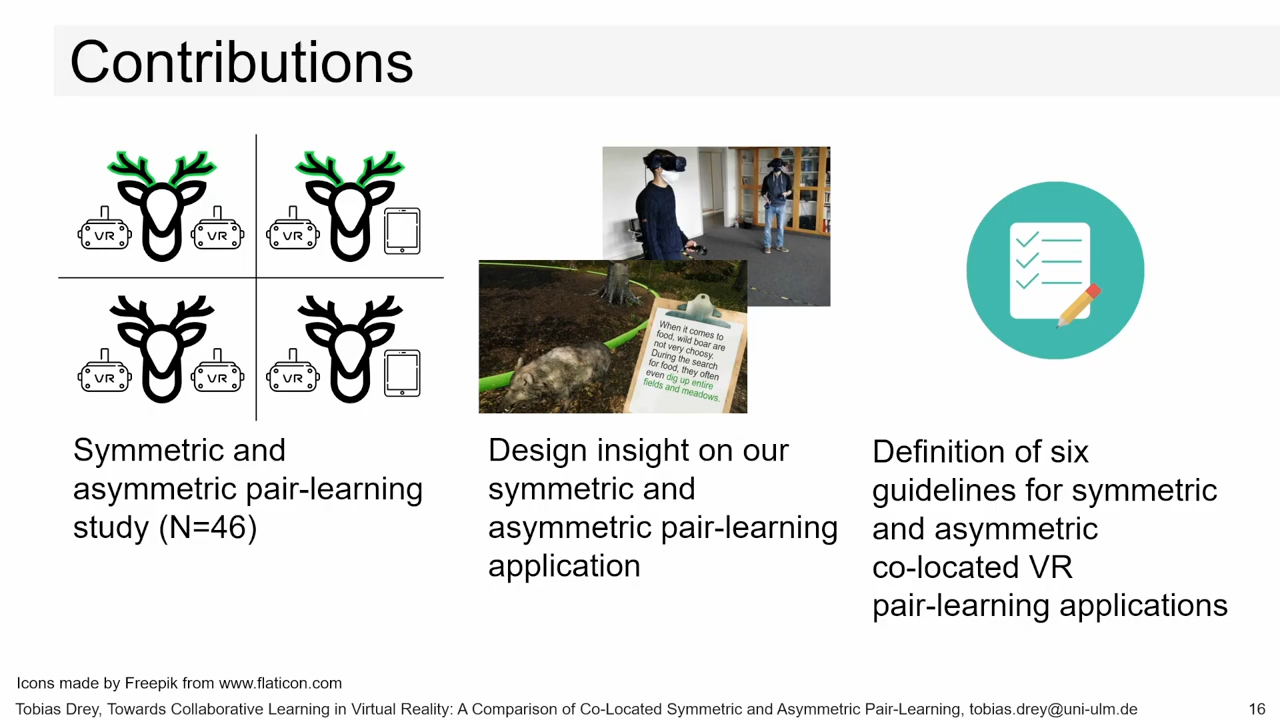 Contributions
VR
VR
VR
VR
VR
VR
When it comes to
food, wild boar are
not very choosy.
During the search
for food, they often
even dig up entire
fields and meadows.
Symmetric and
asymmetric pair-learning
study (N=46)
Design insight on our
symmetric and
asymmetric pair-learning
application
Definition of six
guidelines for symmetric
and asymmetric
co-located VR
pair-learning applications
Icons made by Freepik from www.flaticon.com
Tobias Drey, Towards Collaborative Learning in Virtual Reality: A Comparison of Co-Located Symmetric and Asymmetric Pair-Learning, tobias.drey@uni-ulm.de
16